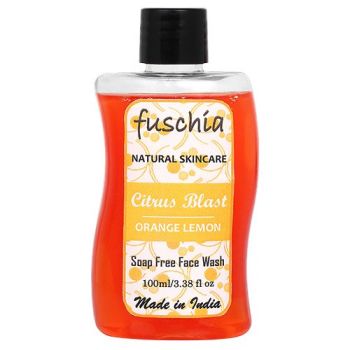 fuschia
NATURAL SKINCARE
Citrus Blast
ORANGE LEMON
Soap Free Face Wash
100ml/3.38 fl oz
Made in India